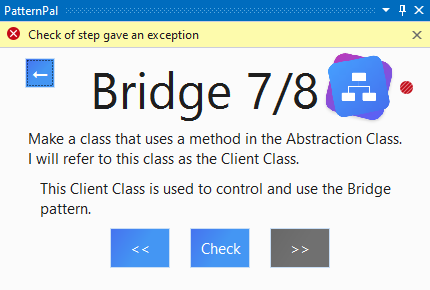 PatternPal
Check of step gave an exception
←
Bridge 7/8
Make a class that uses a method in the Abstraction Class.
I will refer to this class as the Client Class.
This Client Class is used to control and use the Bridge
pattern.
<< Check >>